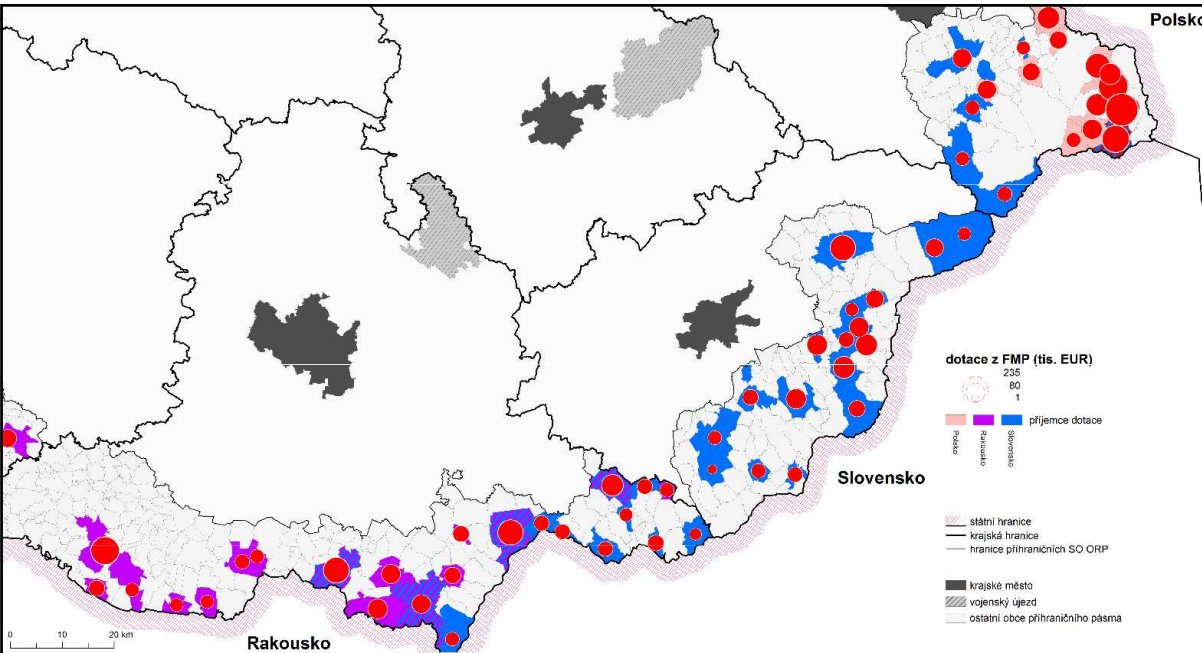 Polsko
dotace z FMP (tis. EUR)
235
80
1
příjemce dotace
Polsko
Rakousko
Slovensko
Slovensko
státní hranice
krajská hranice
hranice příhraničních SO ORP
krajské město
vojenský újezd
ostatní obce příhraničního pásma
0 10 20 km
Rakousko